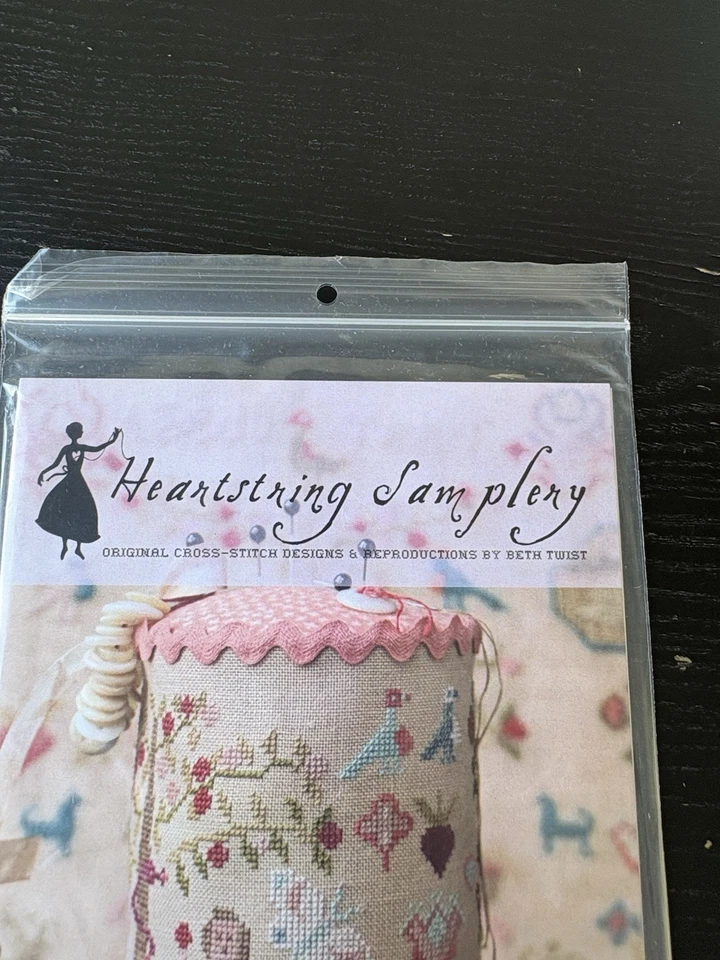 Heartstring Samplery
ORIGINAL CROSS-STITCH DESIGNS & REPRODUCTIONS BY BETH TWIST